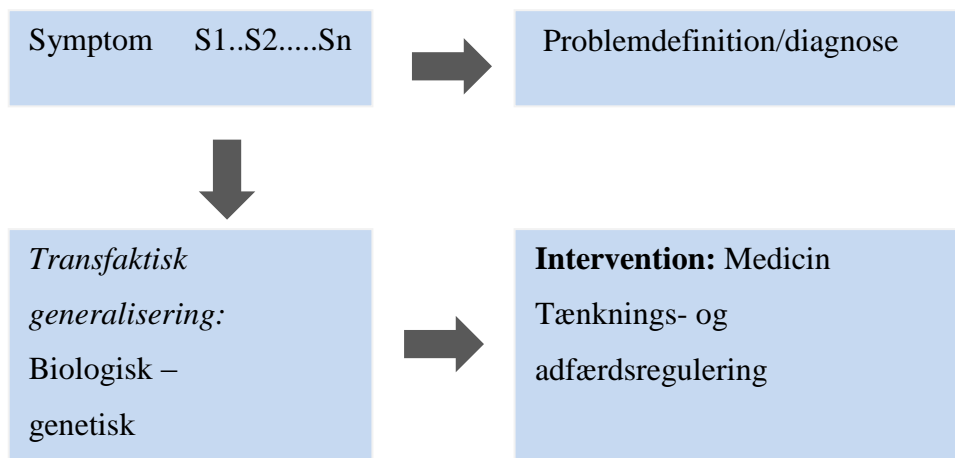 Symptom S1..S2.....Sn
Problemdefinition/diagnose
Transfaktisk
generalisering:
Biologisk –
genetisk
Intervention: Medicin
Tænknings- og
adfærdsregulering